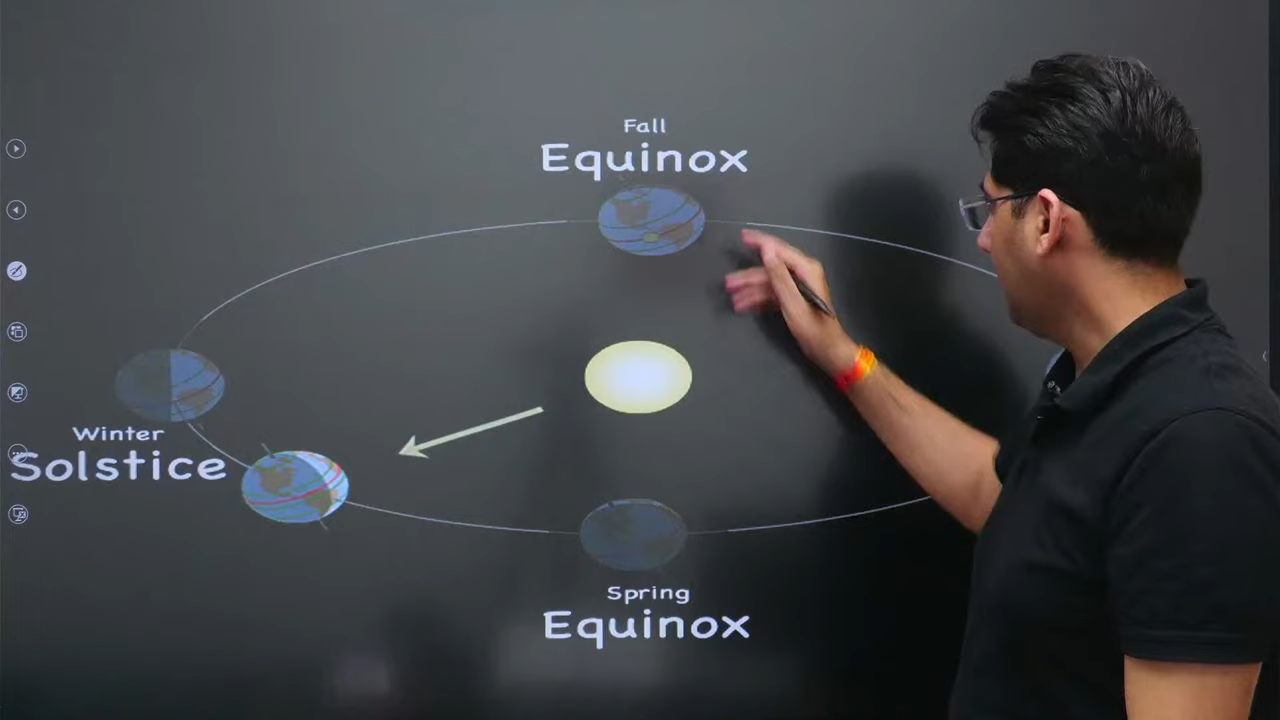 Fall
Equinox
Winter
Solstice
Spring
Equinox